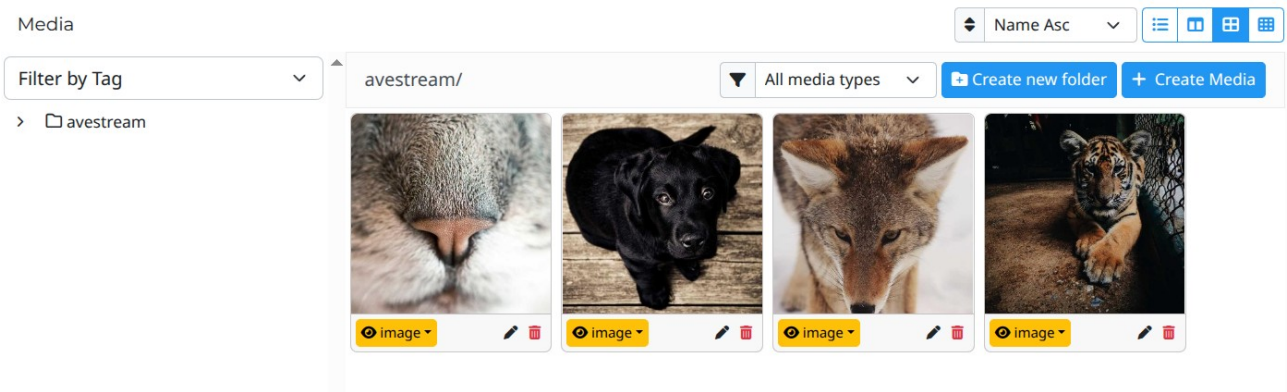 Media
Name Asc
Filter by Tag
avestream
avestream/
All media types
Create new folder
+ Create Media
image
image
image
image